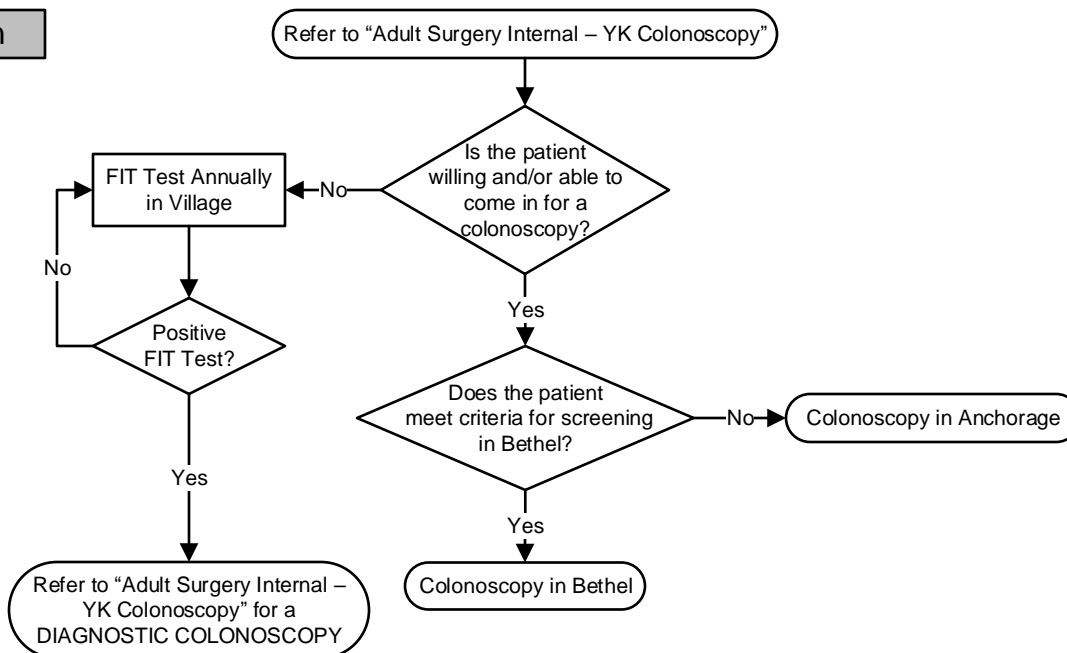 Refer to “Adult Surgery Internal – YK Colonoscopy”
Is the patient
willing and/or able to
come in for a
colonoscopy?
No
FIT Test Annually
in Village
No
Positive
FIT Test?
Yes
Refer to “Adult Surgery Internal –
YK Colonoscopy” for a
DIAGNOSTIC COLONOSCOPY
Yes
Does the patient
meet criteria for screening
in Bethel?
No
Colonoscopy in Anchorage
Yes
Colonoscopy in Bethel